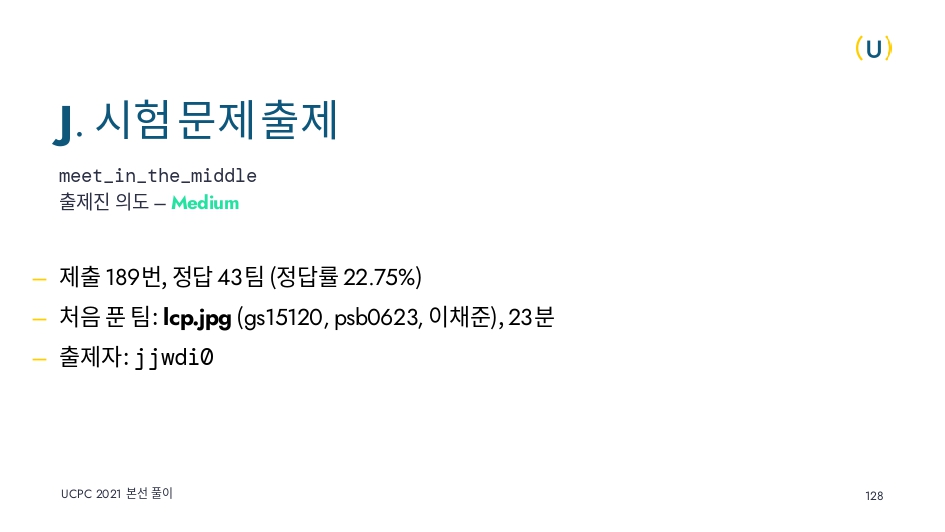 (U)
J. 시험 문제 출제
meet_in_the_middle
출제진 의도 – Medium
– 제출 189번, 정답 43팀 (정답률 22.75%)
– 처음 푼 팀: lcp.jpg (gs15120, psb0623, 이채준), 23분
– 출제자: jjwdi0
UCPC 2021 본선 풀이
128